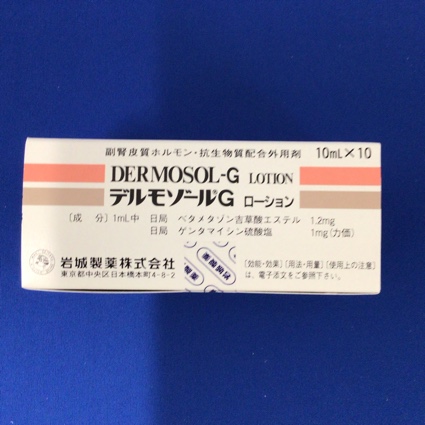 副腎皮質ホルモン・抗生物質配合外用剤 10mL×10
DERMOSOL-G LOTION
デルモゾール®G ローション
〔成 分〕1mL中 日局 ベタメタゾン吉草酸エステル 1.2mg
日局 ゲンタマイシン硫酸塩 1mg(力価)
岩城製薬株式会社
東京都中央区日本橋本町4-8-2
〔効能・効果〕〔用法・用量〕〔使用上の注意〕
は、電子添文をご参照下さい。